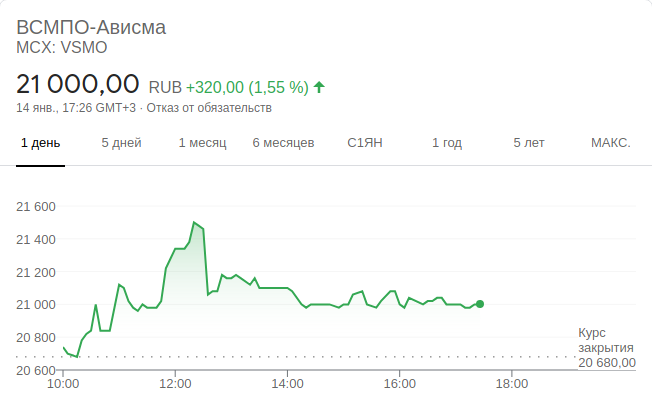 ВСМПО-Ависма
MCX: VSMO
21 000,00 RUB +320,00 (1,55 %)
14 янв., 17:26 GMT+3 · Отказ от обязательств
1 день 5 дней 1 месяц 6 месяцев С1ЯН 1 год 5 лет МАКС.
21 600
21 400
21 200
21 000
20 800
Курс
закрытия
20 680,00
20 600
10:00 12:00 14:00 16:00 18:00